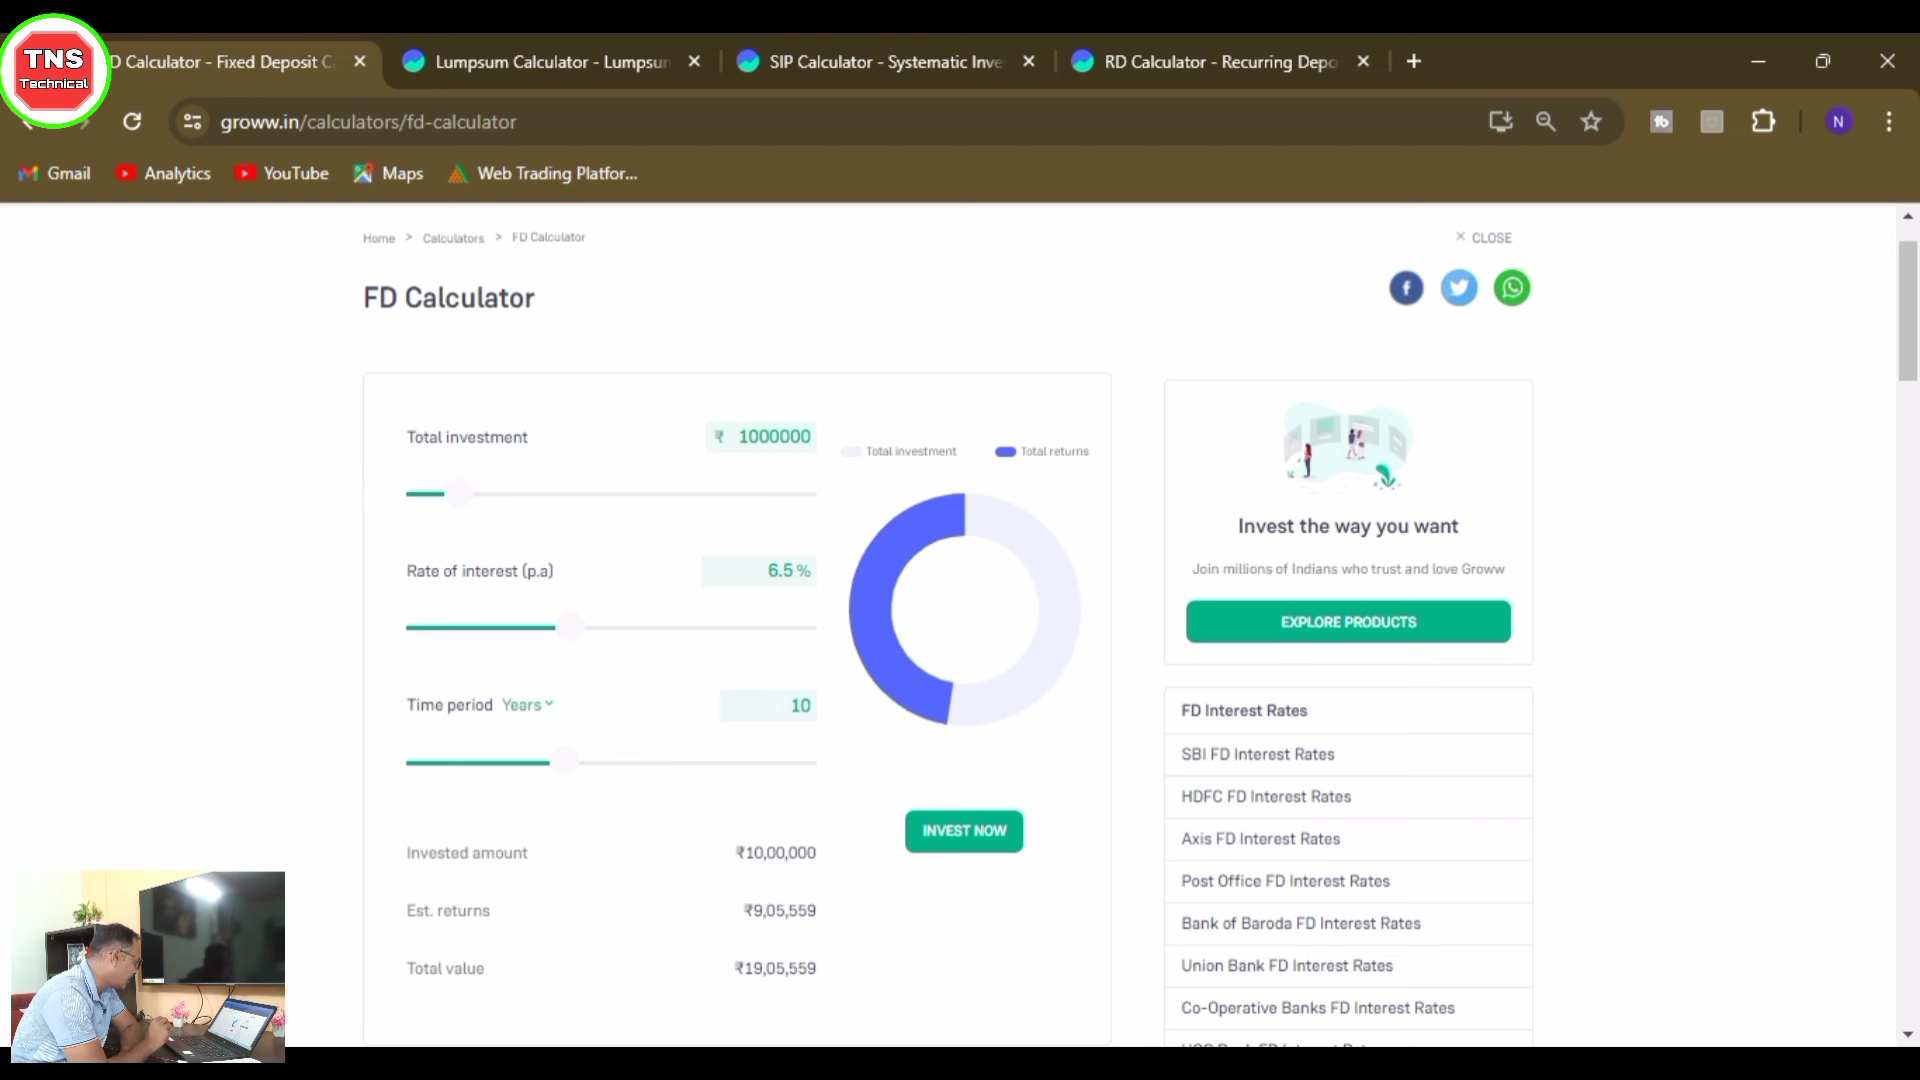 TNS
Technical
D Calculator - Fixed Deposit C
Lumpsum Calculator - Lumpsum
SIP Calculator - Systematic Inve
RD Calculator - Recurring Depo
groww.in/calculators/fd-calculator
N
Gmail
Analytics
YouTube
Maps
Web Trading Platfor...
Home > Calculators > FD Calculator
× CLOSE
FD Calculator
Total investment ₹ 1000000
Total investment
Total returns
Rate of interest (p.a) 6.5 %
Time period Years 10
INVEST NOW
Invested amount ₹10,00,000
Est. returns ₹9,05,559
Total value ₹19,05,559
Invest the way you want
Join millions of Indians who trust and love Groww
EXPLORE PRODUCTS
FD Interest Rates
SBI FD Interest Rates
HDFC FD Interest Rates
Axis FD Interest Rates
Post Office FD Interest Rates
Bank of Baroda FD Interest Rates
Union Bank FD Interest Rates
Co-Operative Banks FD Interest Rates